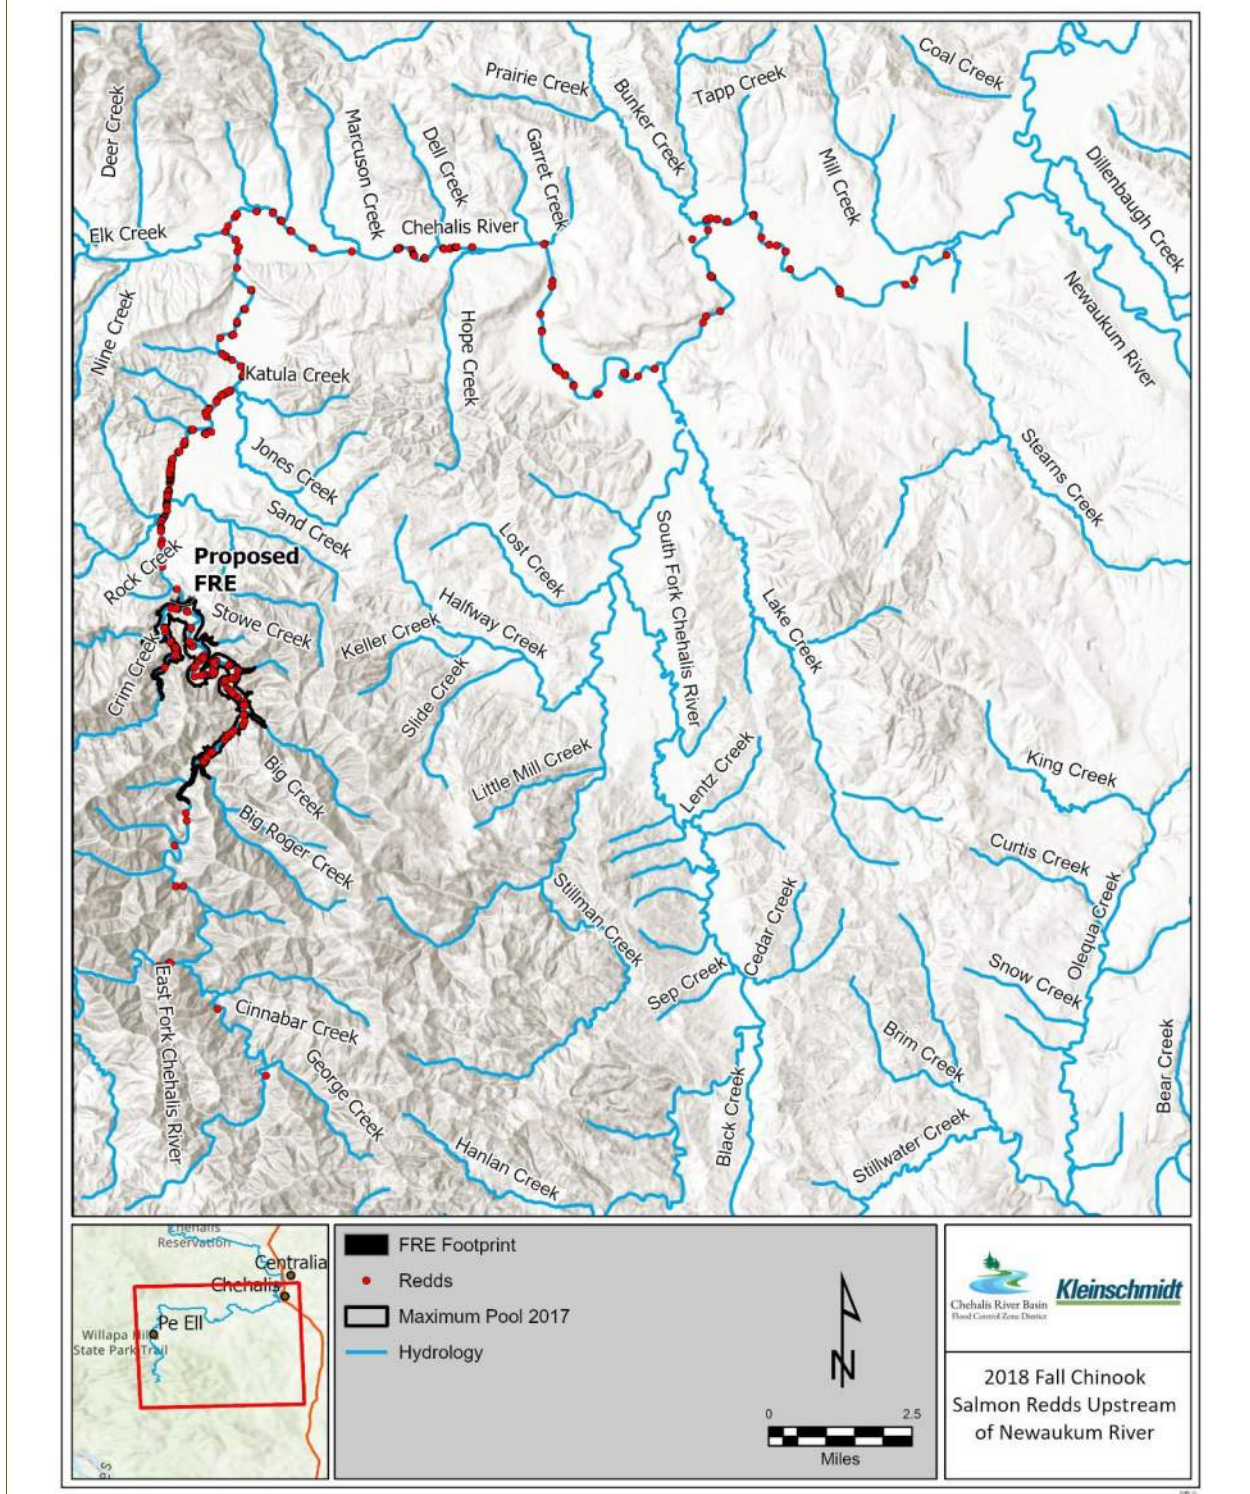 Coal Creek
Prairie Creek
Tapp Creek
Bunker Creek
Deer Creek
Marcuson Creek
Dell Creek
Garret Creek
Mill Creek
Dillenbaugh Creek
Elk Creek
Chehalis River
Newaukum River
Nine Creek
Hope Creek
Katula Creek
Jones Creek
Stearns Creek
Sand Creek
Lost Creek
South Fork Chehalis River
Rock Creek
Proposed
FRE
Stowe Creek
Halfway Creek
Keller Creek
Lake Creek
Crim Creek
Slide Creek
Little Mill Creek
Lentz Creek
King Creek
Big Creek
Big Roger Creek
Curtis Creek
Stillman Creek
Cedar Creek
Olequa Creek
Sep Creek
Snow Creek
East Fork Chehalis River
Cinnabar Creek
George Creek
Brim Creek
Bear Creek
Black Creek
Hanlan Creek
Stillwater Creek
Chehalis
Reservation
Centralia
Chehalis
Pe Ell
Willapa Hills
State Park Trail
FRE Footprint
Redds
Maximum Pool 2017
Hydrology
N
0 2.5
Miles
Chehalis River Basin
Flood Control Zone District
Kleinschmidt
2018 Fall Chinook
Salmon Redds Upstream
of Newaukum River